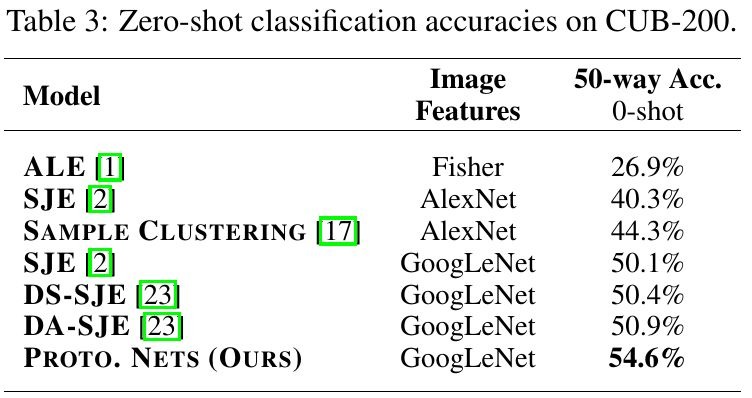 Table 3: Zero-shot classification accuracies on CUB-200.
Model Image Features 50-way Acc. 0-shot
ALE [1] Fisher 26.9%
SJE [2] AlexNet 40.3%
SAMPLE CLUSTERING [17] AlexNet 44.3%
SJE [2] GoogLeNet 50.1%
DS-SJE [23] GoogLeNet 50.4%
DA-SJE [23] GoogLeNet 50.9%
PROTO. NETS (OURS) GoogLeNet 54.6%